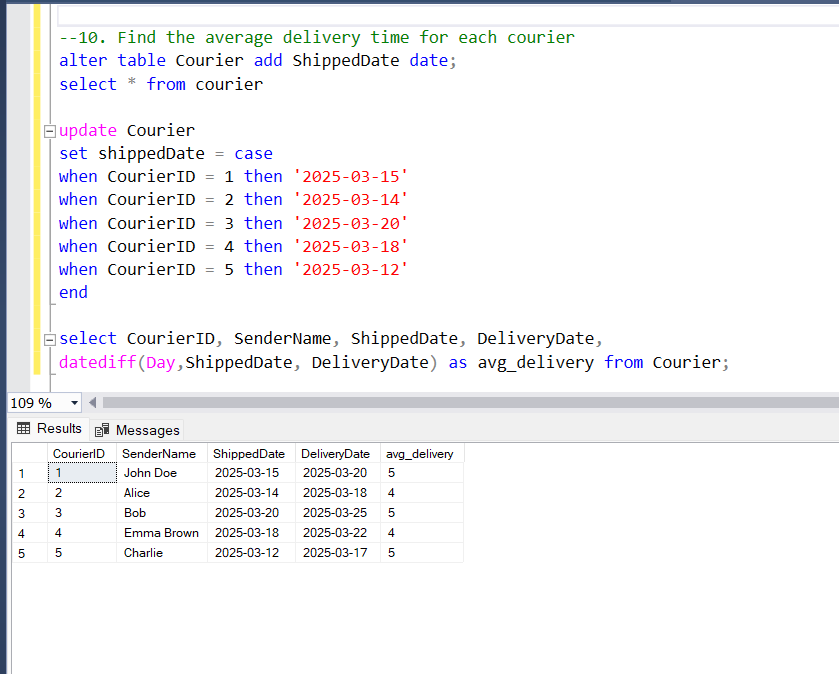 --10. Find the average delivery time for each courier
alter table Courier add ShippedDate date;
select * from courier
update Courier
set shippedDate = case
when CourierID = 1 then '2025-03-15'
when CourierID = 2 then '2025-03-14'
when CourierID = 3 then '2025-03-20'
when CourierID = 4 then '2025-03-18'
when CourierID = 5 then '2025-03-12'
end
select CourierID, SenderName, ShippedDate, DeliveryDate,
datediff(Day,ShippedDate, DeliveryDate) as avg_delivery from Courier;
109 %
Results Messages
CourierID SenderName ShippedDate DeliveryDate avg_delivery
1 1 John Doe 2025-03-15 2025-03-20 5
2 2 Alice 2025-03-14 2025-03-18 4
3 3 Bob 2025-03-20 2025-03-25 5
4 4 Emma Brown 2025-03-18 2025-03-22 4
5 5 Charlie 2025-03-12 2025-03-17 5